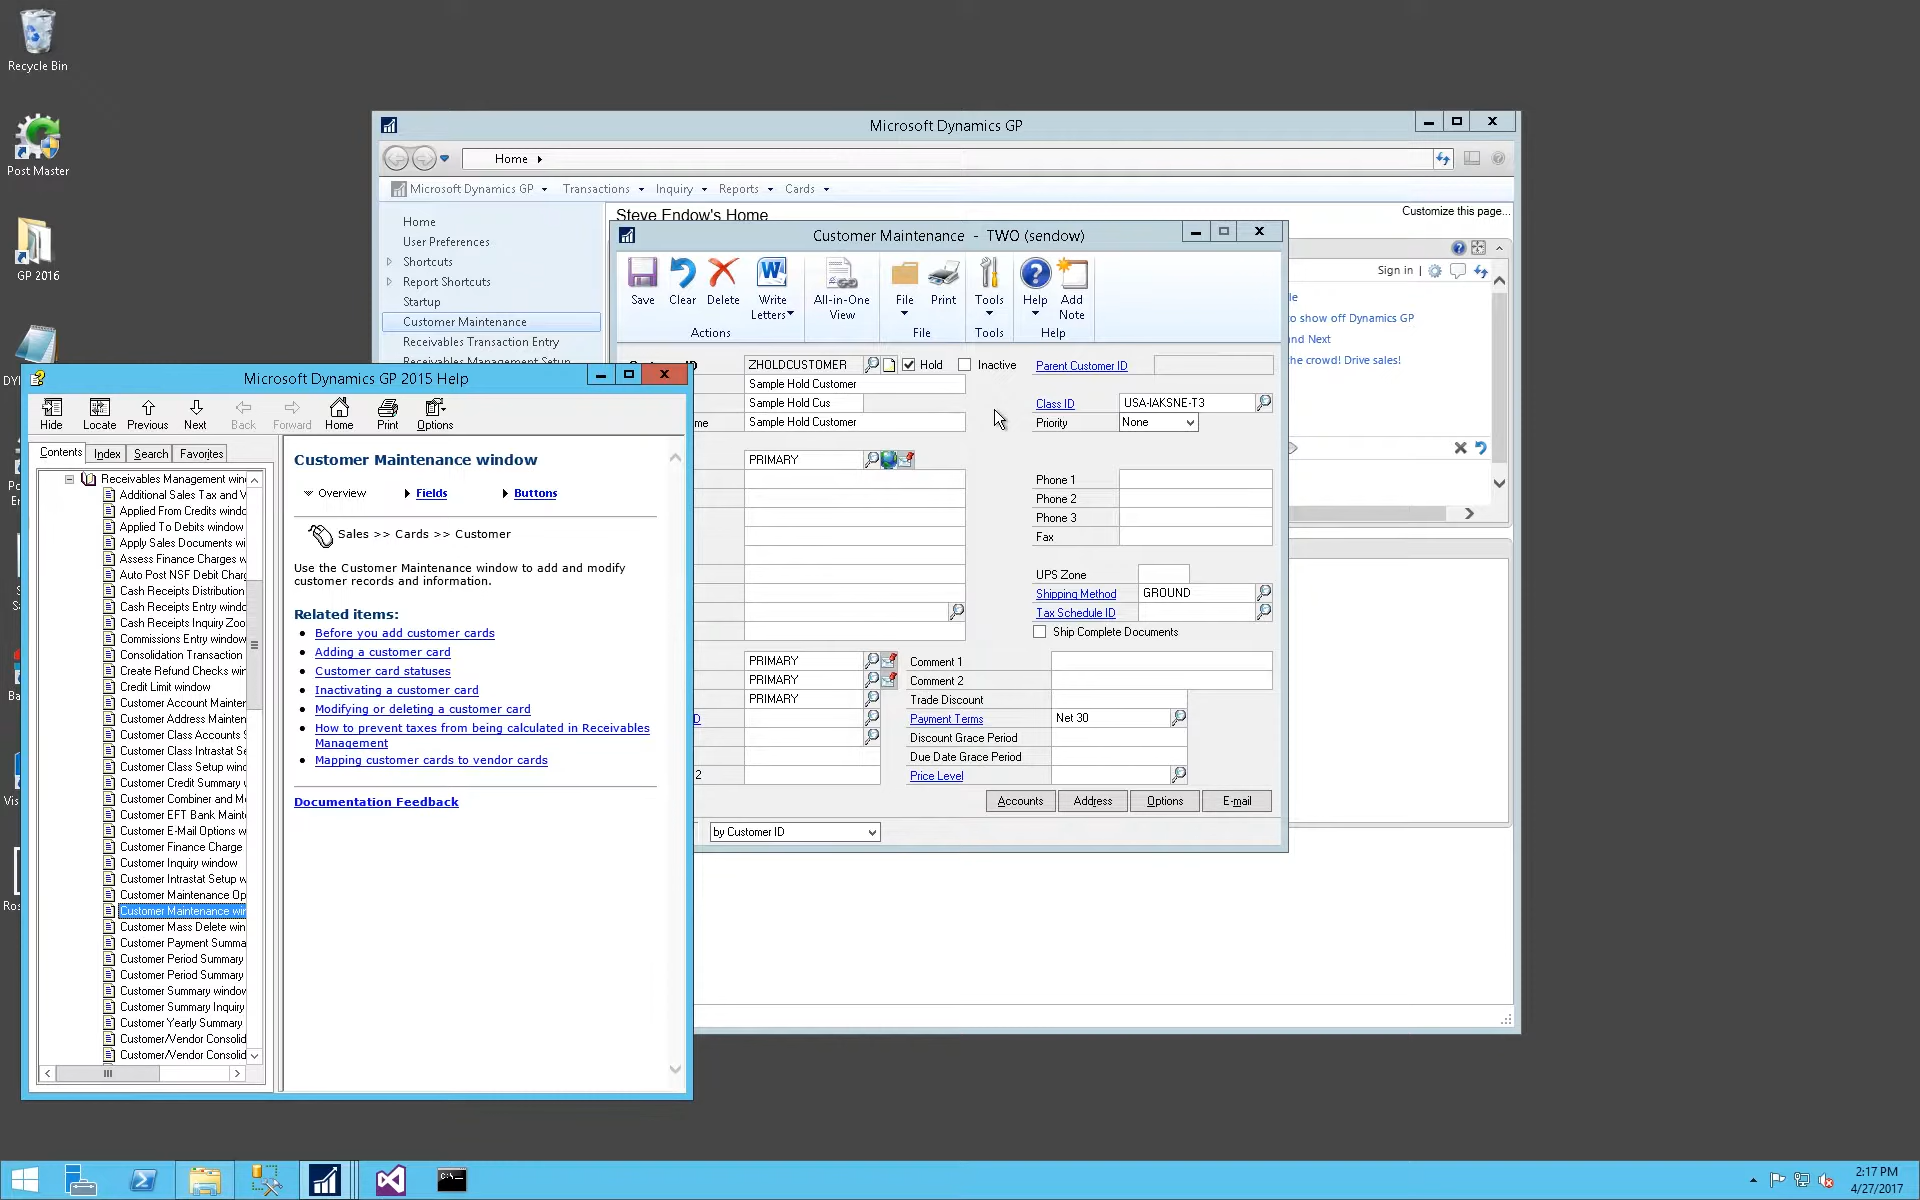 Recycle Bin
Post Master
GP 2016
Microsoft Dynamics GP
Home
Microsoft Dynamics GP Transactions Inquiry Reports Cards
Home
User Preferences
Shortcuts
Report Shortcuts
Startup
Customer Maintenance
Receivables Transaction Entry
Steve Endow's Home
Customize this page...
Sign in |
to show off Dynamics GP
and Next
the crowd! Drive sales!
Customer Maintenance - TWO (sendow)
Save Clear Delete Write Letters All-in-One View File Print Tools Help Add Note
Actions File Tools Help
ZHOLDCUSTOMER Hold Inactive Parent Customer ID
Sample Hold Customer
Sample Hold Cus Class ID USA-IAKSNE-T3
Sample Hold Customer Priority None
PRIMARY
Phone 1
Phone 2
Phone 3
Fax
UPS Zone
Shipping Method GROUND
Tax Schedule ID
Ship Complete Documents
PRIMARY Comment 1
PRIMARY Comment 2
PRIMARY Trade Discount
Payment Terms Net 30
Discount Grace Period
Due Date Grace Period
2 Price Level
Accounts Address Options E-mail
by Customer ID
Microsoft Dynamics GP 2015 Help
Hide Locate Previous Next Back Forward Home Print Options
Contents Index Search Favorites
Receivables Management win
Additional Sales Tax and V
Applied From Credits windo
Applied To Debits window
Apply Sales Documents wi
Assess Finance Charges w
Auto Post NSF Debit Char
Cash Receipts Distribution
Cash Receipts Entry windo
Cash Receipts Inquiry Zoo
Commissions Entry window
Consolidation Transaction
Create Refund Checks win
Credit Limit window
Customer Account Mainter
Customer Address Mainten
Customer Class Accounts S
Customer Class Intrastat Se
Customer Class Setup wind
Customer Credit Summary
Customer Combiner and Mo
Customer EFT Bank Maint
Customer E-Mail Options w
Customer Finance Charge
Customer Inquiry window
Customer Intrastat Setup w
Customer Maintenance Op
Customer Maintenance win
Customer Mass Delete win
Customer Payment Summa
Customer Period Summary
Customer Period Summary
Customer Summary window
Customer Summary Inquiry
Customer Yearly Summary
Customer/Vendor Consolid
Customer/Vendor Consolid
Customer Maintenance window
Overview Fields Buttons
Sales >> Cards >> Customer
Use the Customer Maintenance window to add and modify
customer records and information.
Related items:
Before you add customer cards
Adding a customer card
Customer card statuses
Inactivating a customer card
Modifying or deleting a customer card
How to prevent taxes from being calculated in Receivables
Management
Mapping customer cards to vendor cards
Documentation Feedback
2:17 PM
4/27/2017